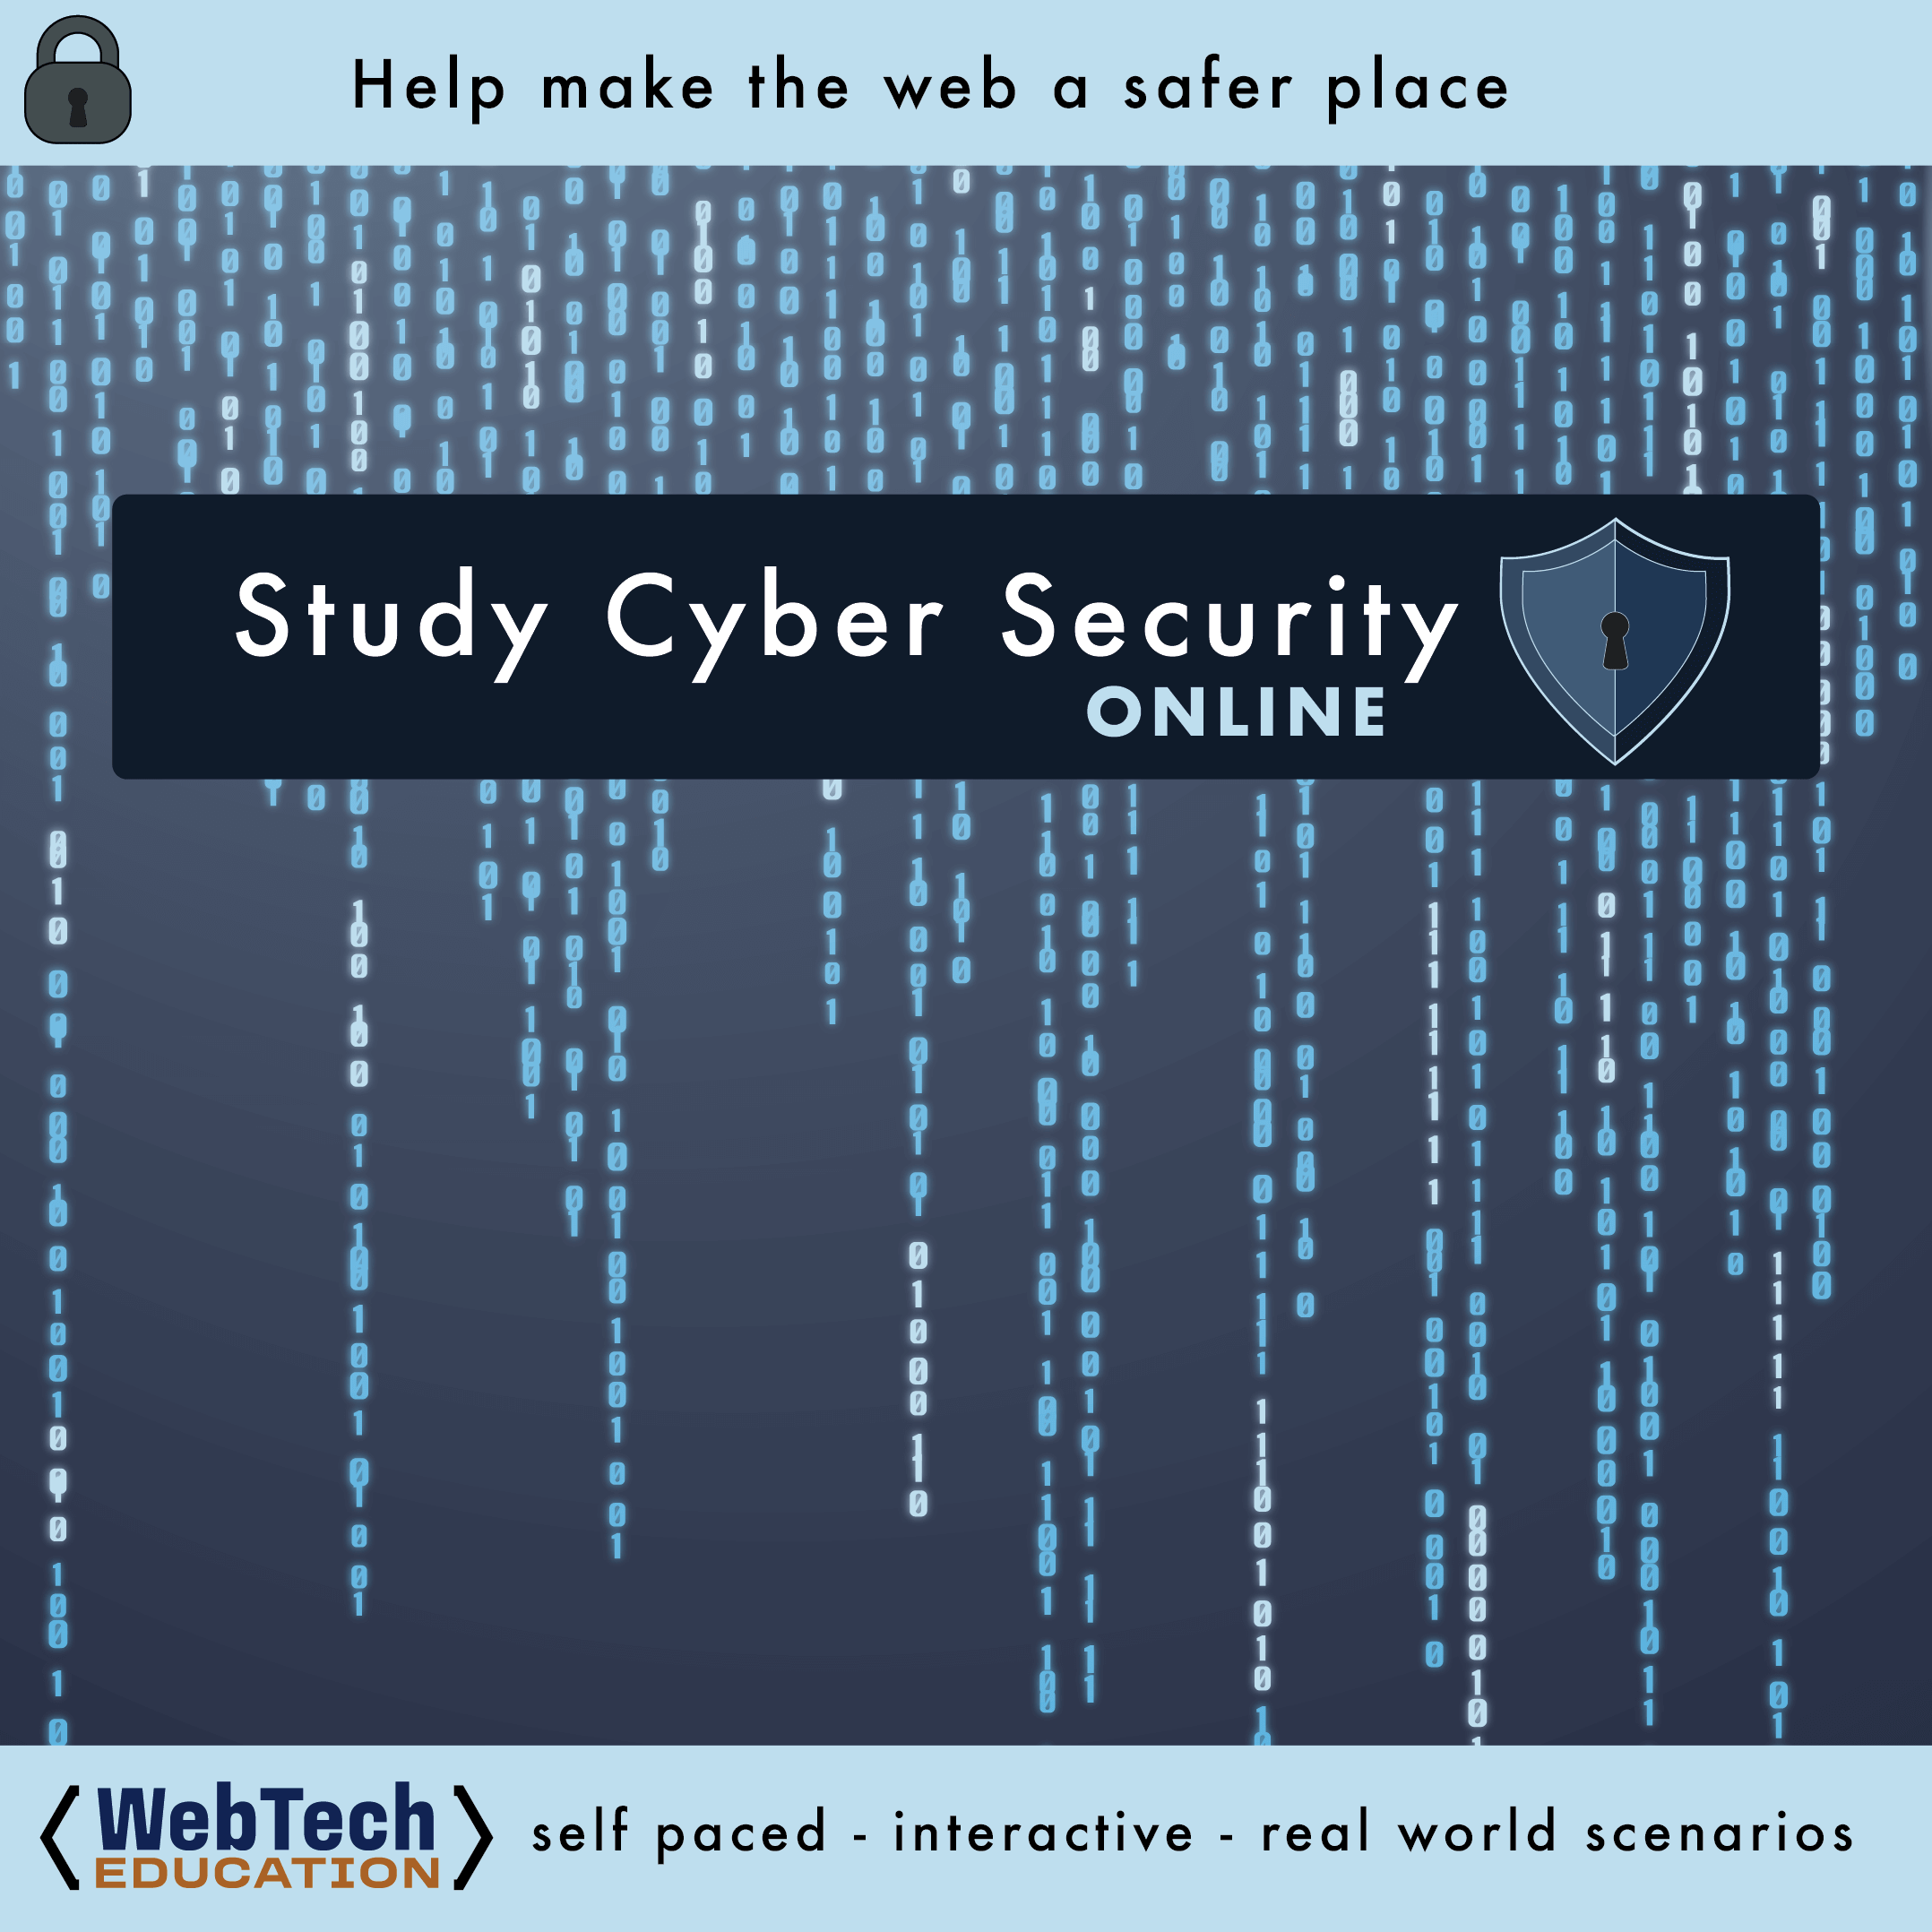 Help make the web a safer place
Study Cyber Security
ONLINE
WebTech
EDUCATION
self paced - interactive - real world scenarios